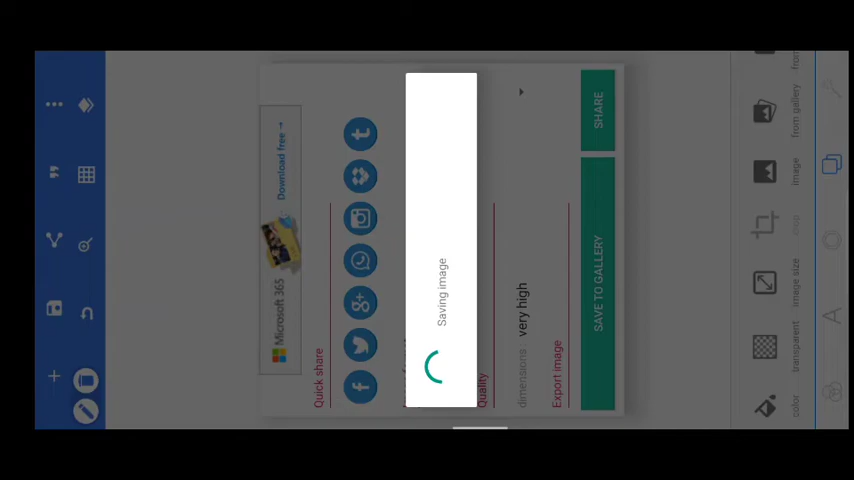 Microsoft 365
Download free →
Quick share
Saving image
Quality
dimensions : very high
Export image
SAVE TO GALLERY
SHARE
from gallery
image
image size
transparent
color